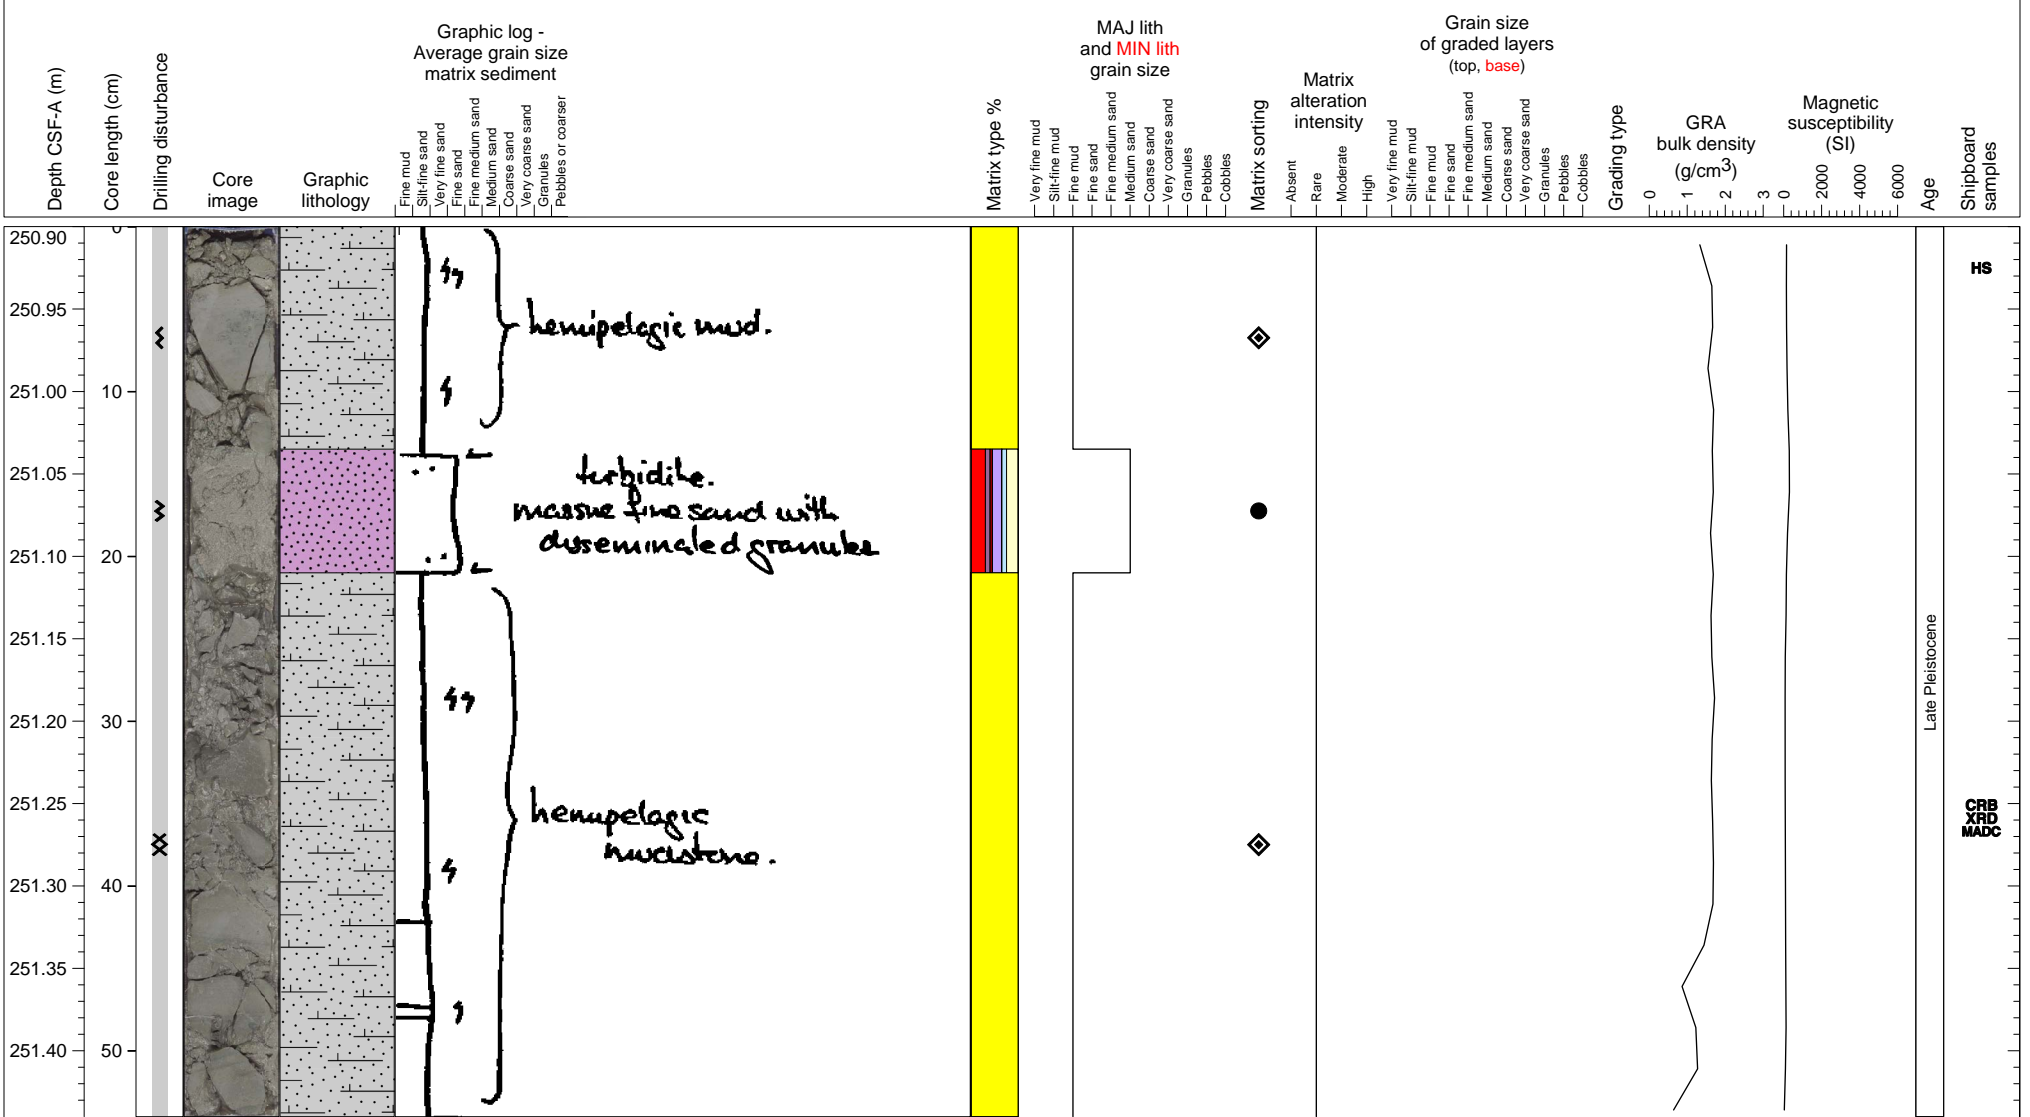 Depth CSF-A (m)
Core length (cm)
Drilling disturbance
Core
image
Graphic
lithology
Graphic log -
Average grain size
matrix sediment
Fine mud
Silt-fine sand
Very fine sand
Fine sand
Fine medium sand
Medium sand
Coarse sand
Very coarse sand
Granules
Pebbles or coarser
Matrix type %
MAJ lith
and MIN lith
grain size
Very fine mud
Silt-fine mud
Fine mud
Fine sand
Fine medium sand
Medium sand
Coarse sand
Very coarse sand
Granules
Pebbles
Cobbles
Matrix sorting
Matrix
alteration
intensity
Absent
Rare
Moderate
High
Grain size
of graded layers
(top, base)
Very fine mud
Silt-fine mud
Fine mud
Fine sand
Fine medium sand
Medium sand
Coarse sand
Very coarse sand
Granules
Pebbles
Cobbles
Grading type
GRA
bulk density
(g/cm3)
0 1 2 3
Magnetic
susceptibility
(SI)
0 2000 4000 6000
Age
Shipboard
samples
250.90 0
HS
250.95
hemipelagic mud.
251.00 10
251.05
turbidite.
massive fine sand with
disseminated granules
251.10 20
251.15
Late Pleistocene
251.20 30
251.25
CRB
XRD
MADC
hemipelagic
mudstone.
251.30 40
251.35
251.40 50